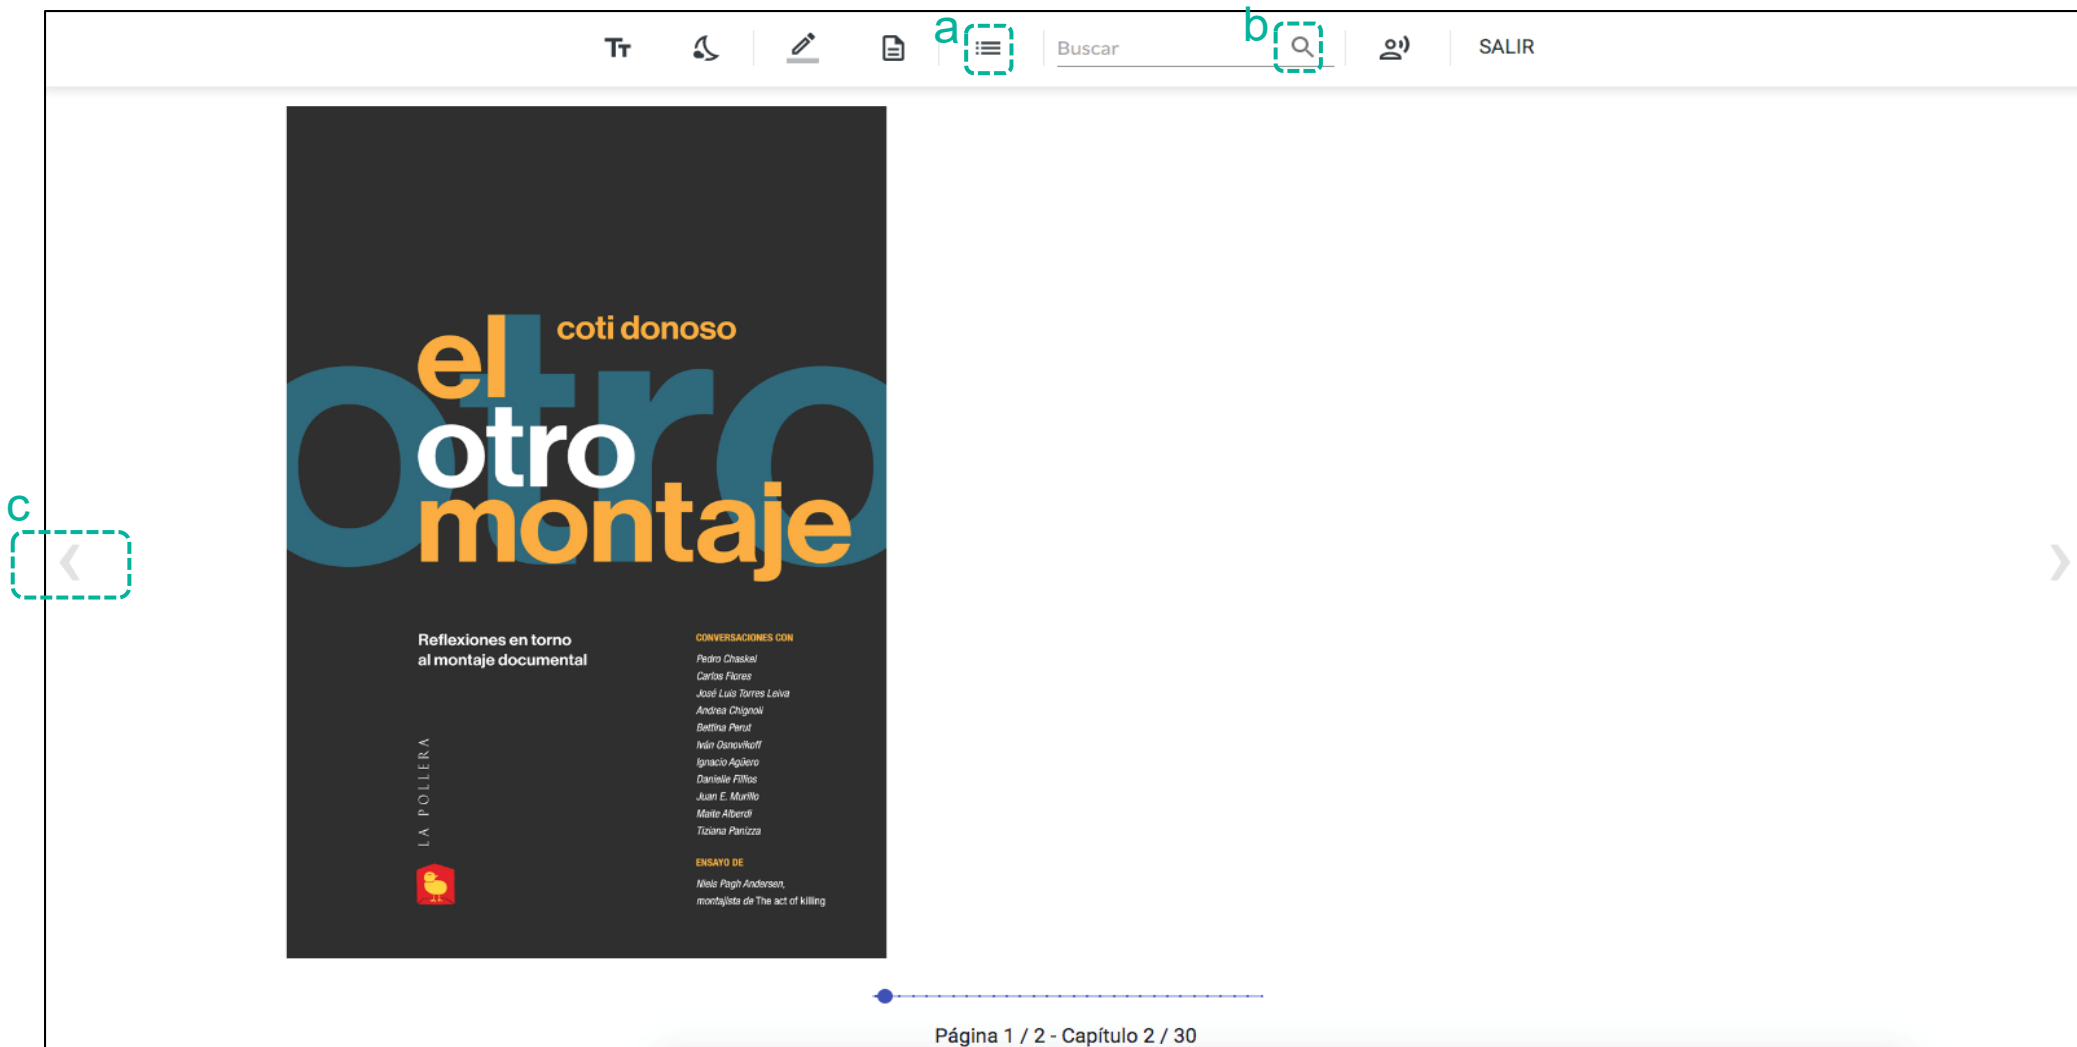 a
b
Tт
Buscar
SALIR
coti donoso
otro
el
otro
montaje
c
Reflexiones en torno
al montaje documental
CONVERSACIONES CON
Pedro Chaskel
Carlos Flores
José Luis Torres Leiva
Andrea Chignoli
Bettina Perut
Iván Osnovikoff
Ignacio Agüero
Danielle Fillios
Juan E. Murillo
Maite Alberdi
Tiziana Panizza
LA POLLERA
ENSAYO DE
Niels Pagh Andersen,
montajista de The act of killing
Página 1 / 2 - Capítulo 2 / 30